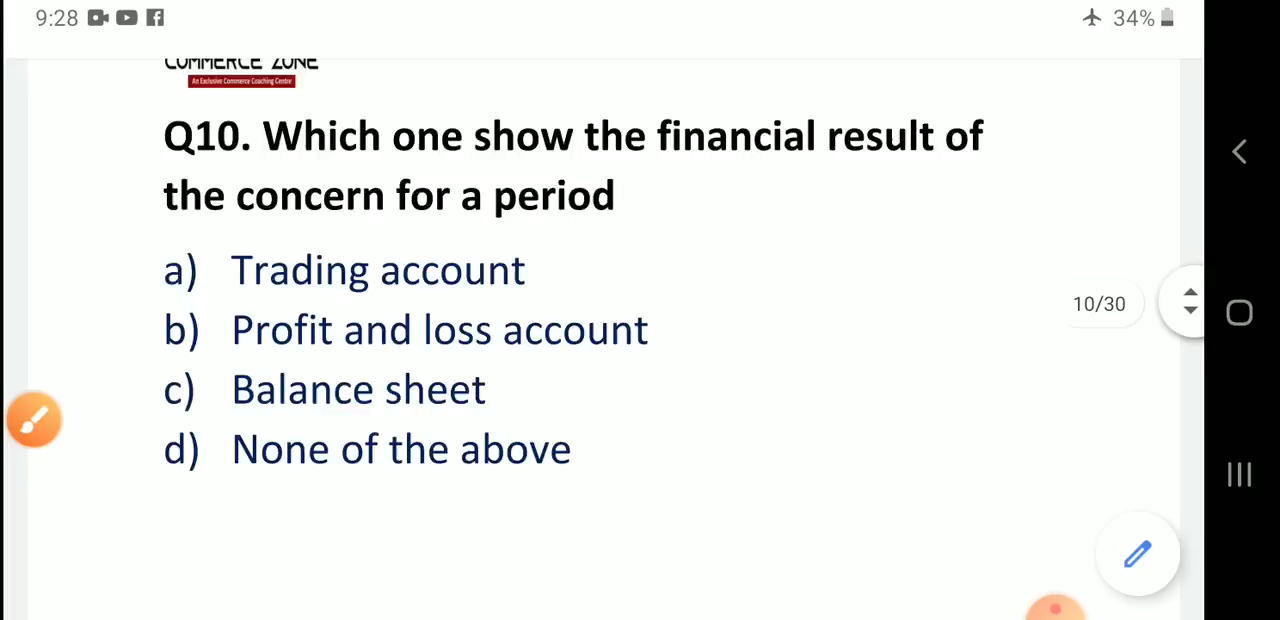 9:28
34%
COMMERCE ZONE
An Exclusive Commerce Coaching Centre
Q10. Which one show the financial result of
the concern for a period
a) Trading account
b) Profit and loss account
c) Balance sheet
d) None of the above
10/30